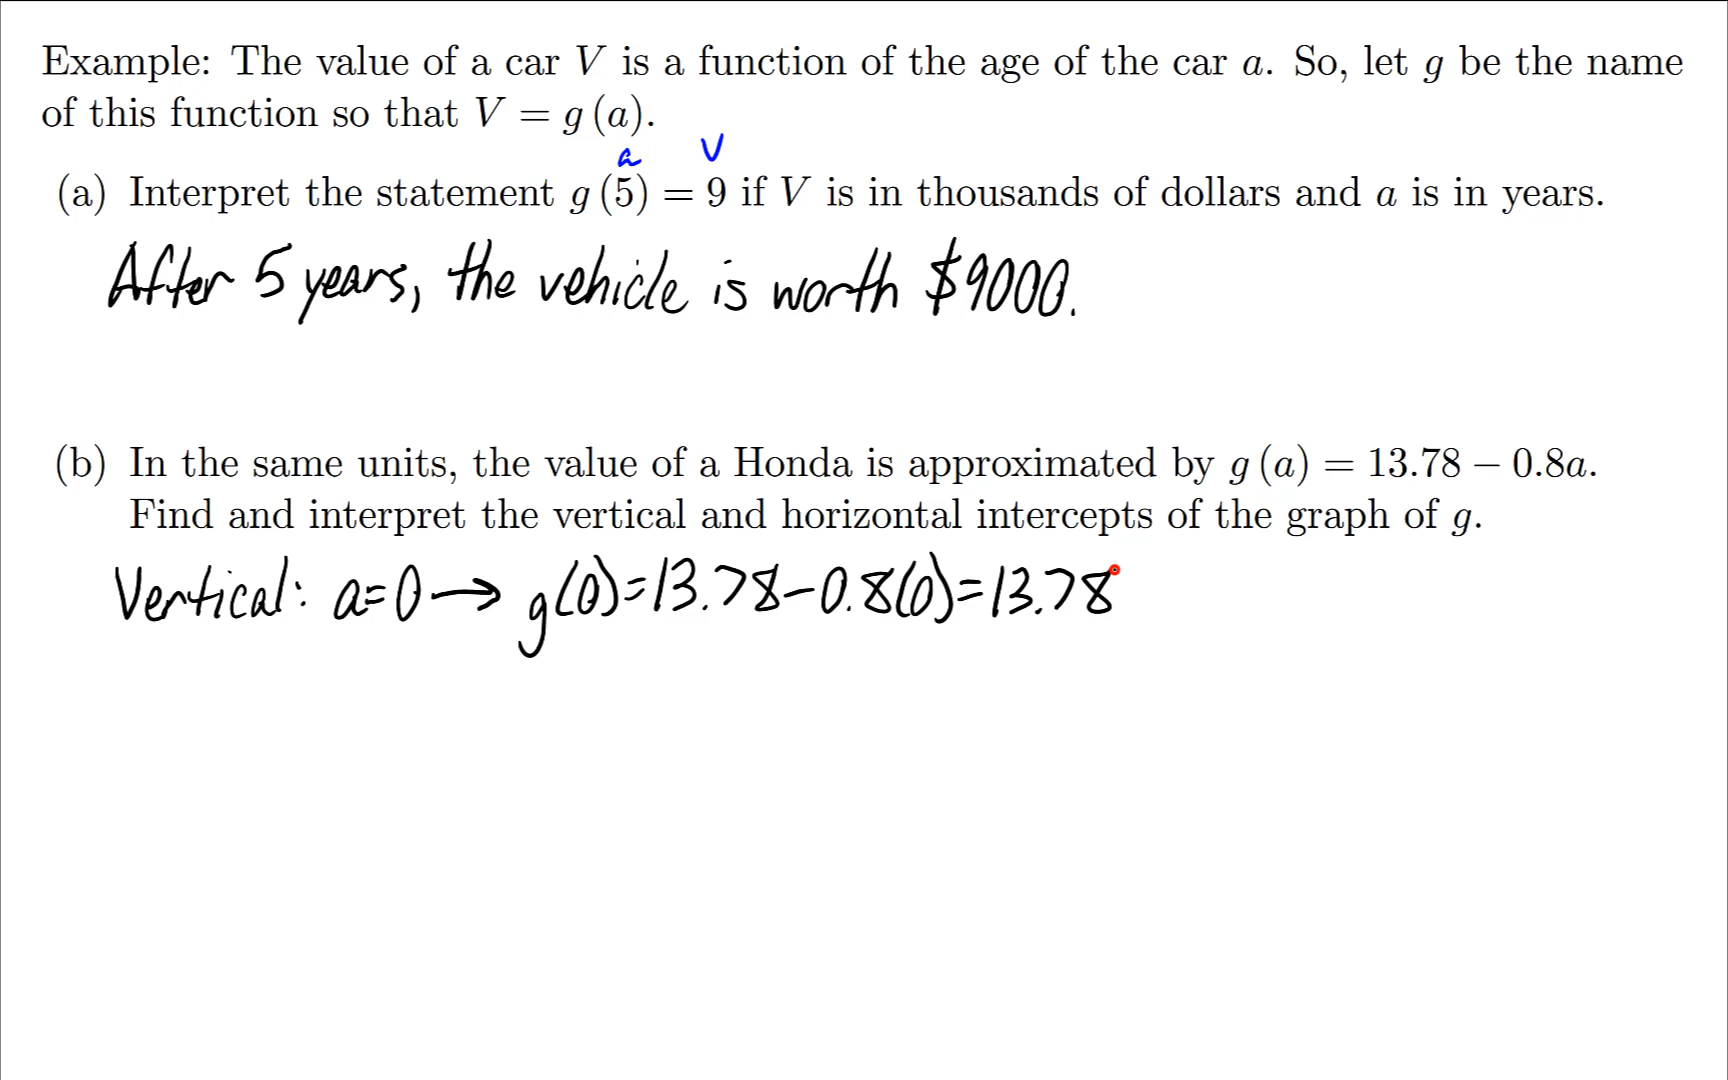 Example: The value of a car V is a function of the age of the car a. So, let g be the name
of this function so that V = g (a).
a V
(a) Interpret the statement g (5) = 9 if V is in thousands of dollars and a is in years.
After 5 years, the vehicle is worth $9000.
(b) In the same units, the value of a Honda is approximated by g (a) = 13.78 − 0.8a.
Find and interpret the vertical and horizontal intercepts of the graph of g.
Vertical: a=0 → g(0)=13.78-0.8(0)=13.78